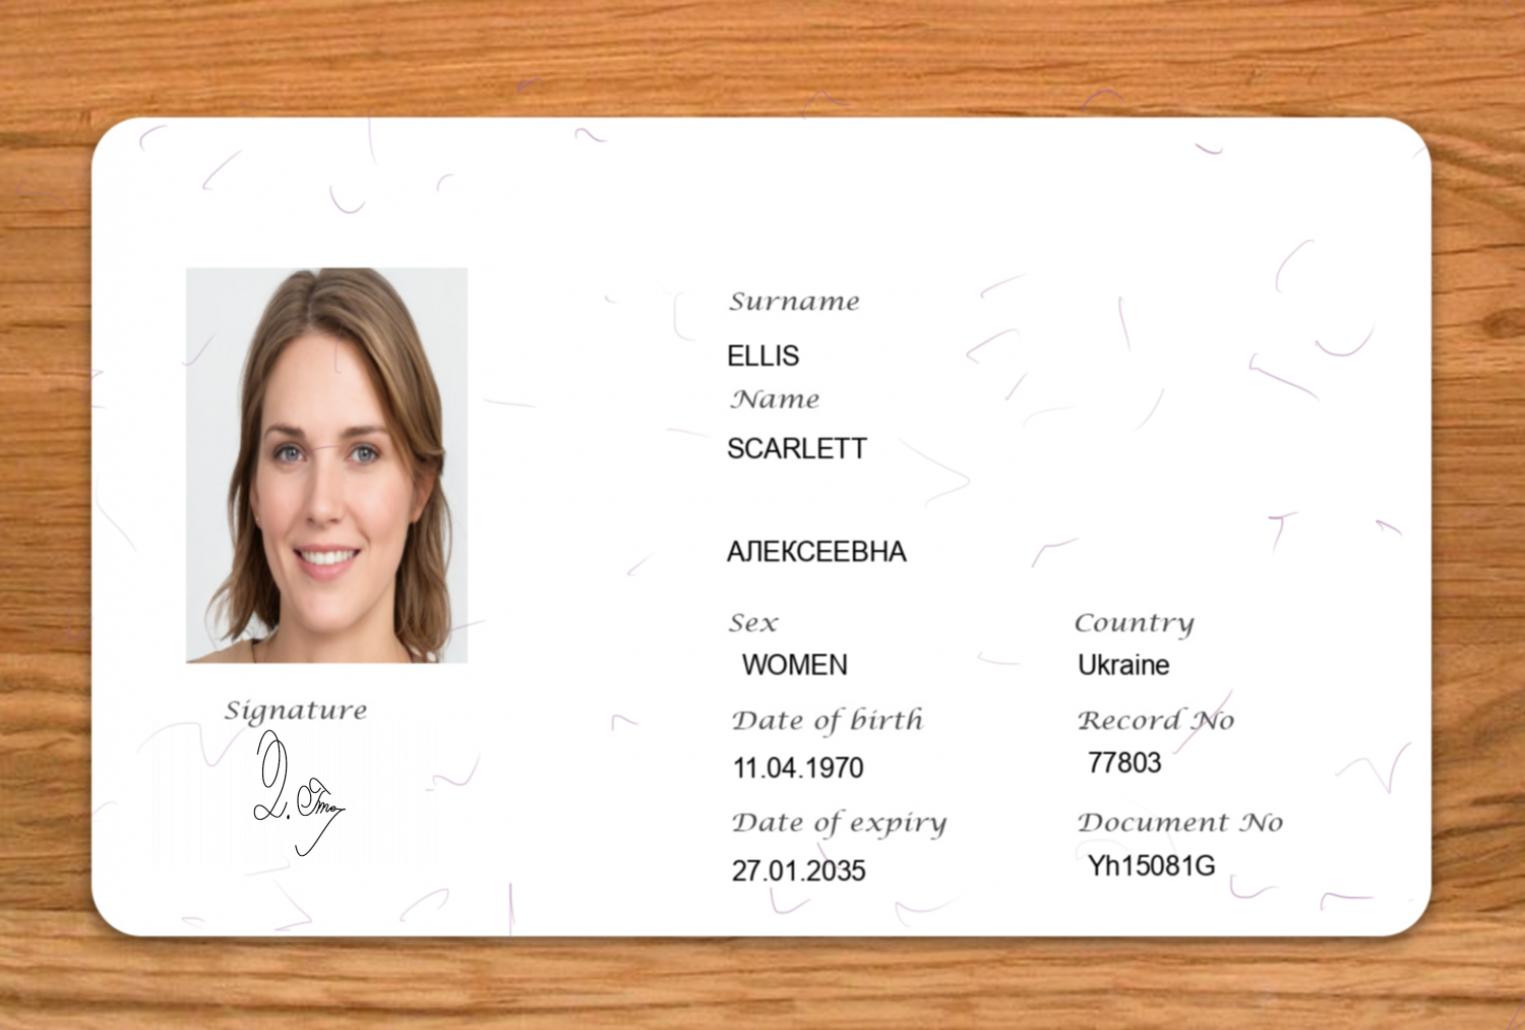 Surname
ELLIS
Name
SCARLETT
АЛЕКСЕЕВНА
Sex
Country
WOMEN
Ukraine
Signature
Date of birth
Record No
11.04.1970
77803
Date of expiry
Document No
27.01.2035
Yh15081G